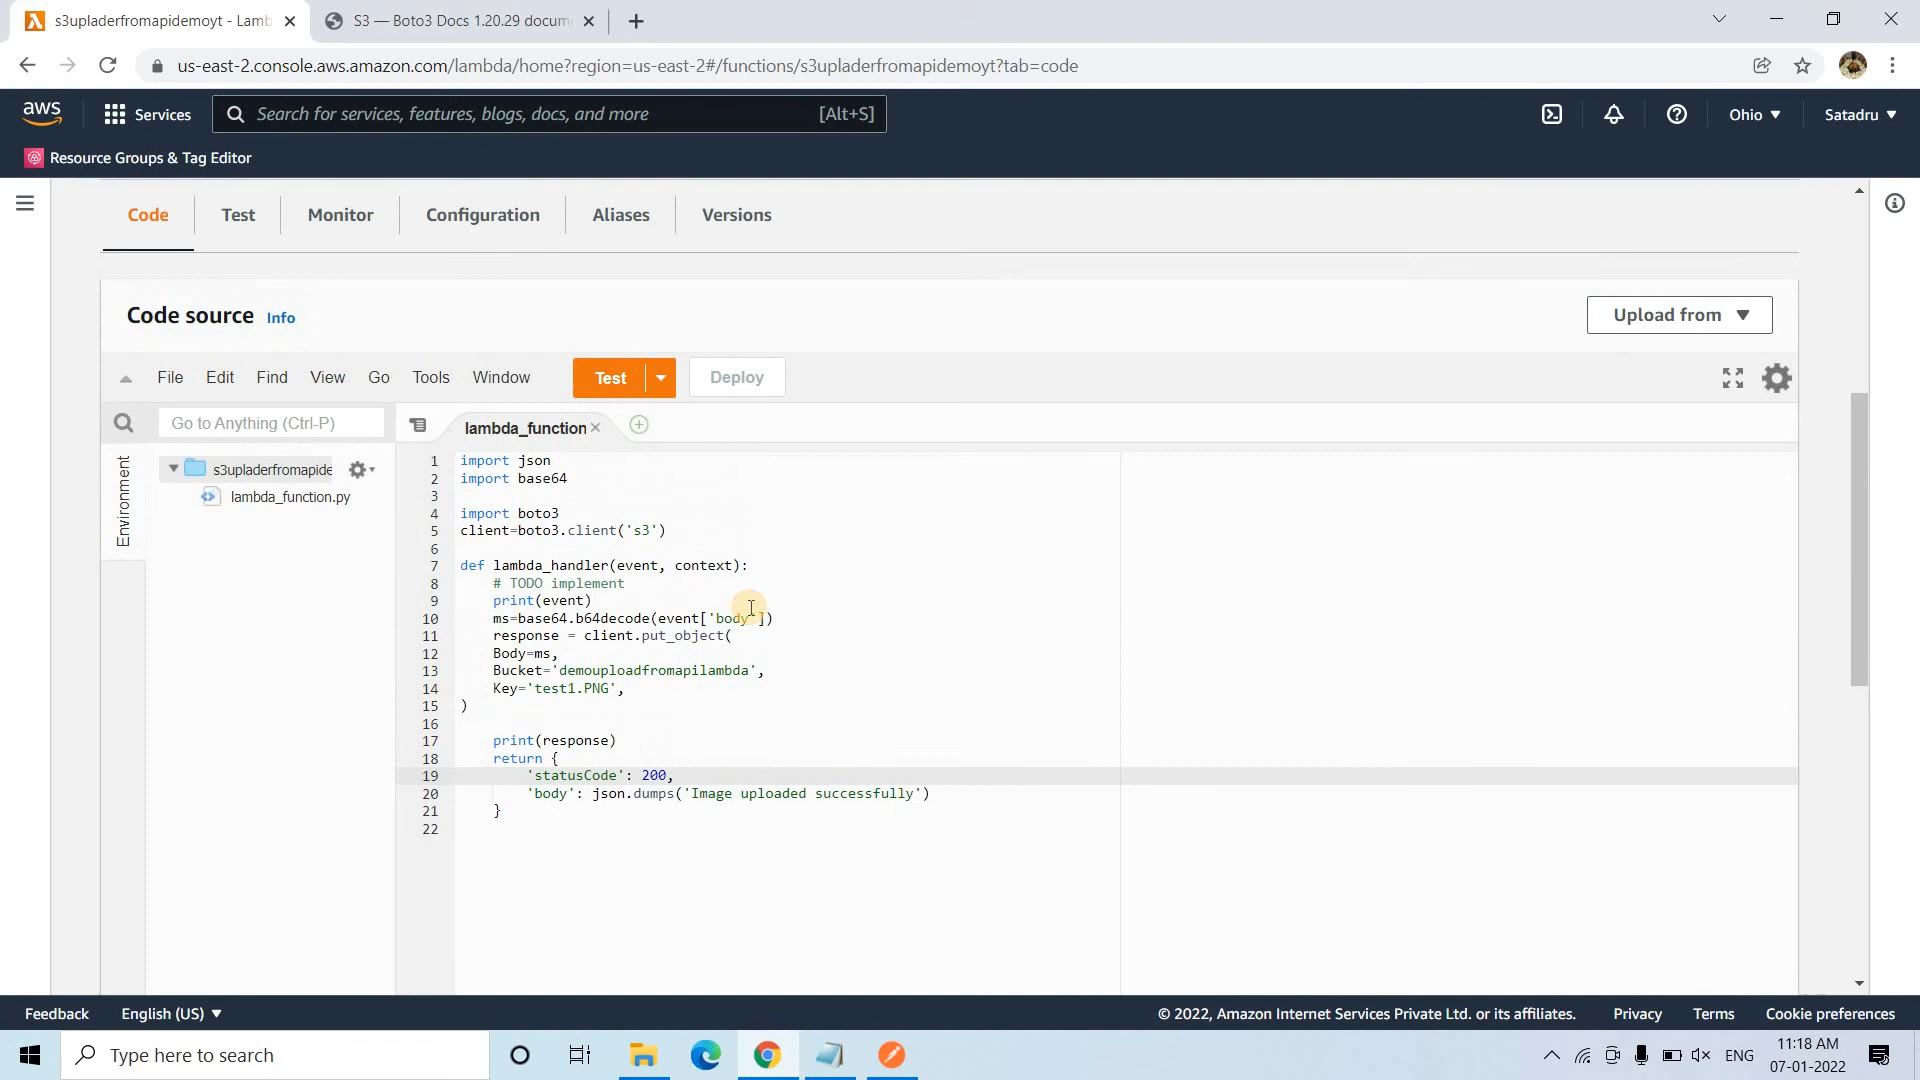 s3upladerfromapidemoyt - Lamb
S3 — Boto3 Docs 1.20.29 docum
us-east-2.console.aws.amazon.com/lambda/home?region=us-east-2#/functions/s3upladerfromapidemoyt?tab=code
aws
Services
Search for services, features, blogs, docs, and more
[Alt+S]
Ohio
Satadru
Resource Groups & Tag Editor
Code
Test
Monitor
Configuration
Aliases
Versions
Code source
Info
Upload from
File
Edit
Find
View
Go
Tools
Window
Test
Deploy
Go to Anything (Ctrl-P)
lambda_function
Environment
s3upladerfromapide
lambda_function.py
1 import json
2 import base64
3
4 import boto3
5 client=boto3.client('s3')
6
7 def lambda_handler(event, context):
8 # TODO implement
9 print(event)
10 ms=base64.b64decode(event['body'])
11 response = client.put_object(
12 Body=ms,
13 Bucket='demouploadfromapilambda',
14 Key='test1.PNG',
15 )
16
17 print(response)
18 return {
19 'statusCode': 200,
20 'body': json.dumps('Image uploaded successfully')
21 }
22
Feedback
English (US)
© 2022, Amazon Internet Services Private Ltd. or its affiliates.
Privacy
Terms
Cookie preferences
Type here to search
ENG
11:18 AM
07-01-2022